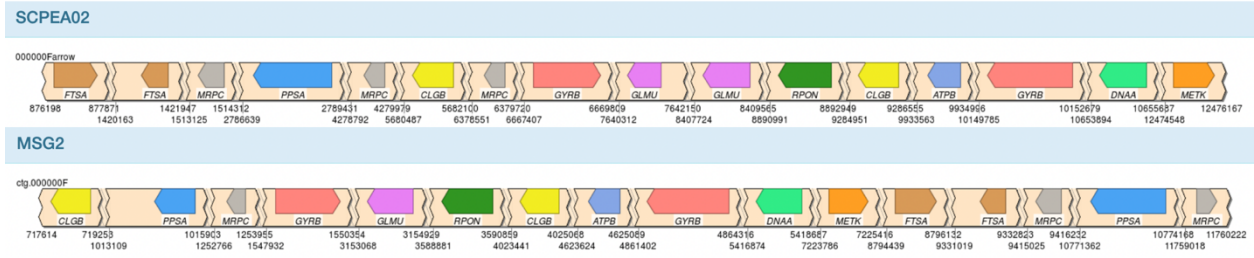 SCPEA02
000000Farrow
FTSA FTSA MRPC PPSA MRPC CLGB MRPC GYRB GLMU GLMU RPON CLGB ATPB GYRB DNAA METK
876198 877871 1421947 1514312 2789431 4279979 5682100 6379720 6669809 7642150 8409565 8892949 9286555 9934966 10152679 10655687 12476167
1420163 1513125 2786639 4278792 5680487 6378551 6667407 7640312 8407724 8890991 9284951 9933563 10149785 10653894 12474548
MSG2
ctg.000000F
CLGB PPSA MRPC GYRB GLMU RPON CLGB ATPB GYRB DNAA METK FTSA FTSA MRPC PPSA MRPC
717614 719253 1015903 1253955 1550354 3154929 3590859 4025068 4625089 4864316 5418687 7225416 8796132 9332823 9416232 10774168 11760222
1013109 1252766 1547932 3153068 3588881 4023441 4623624 4861402 5416874 7223786 8794439 9331019 9415025 10771362 11759018